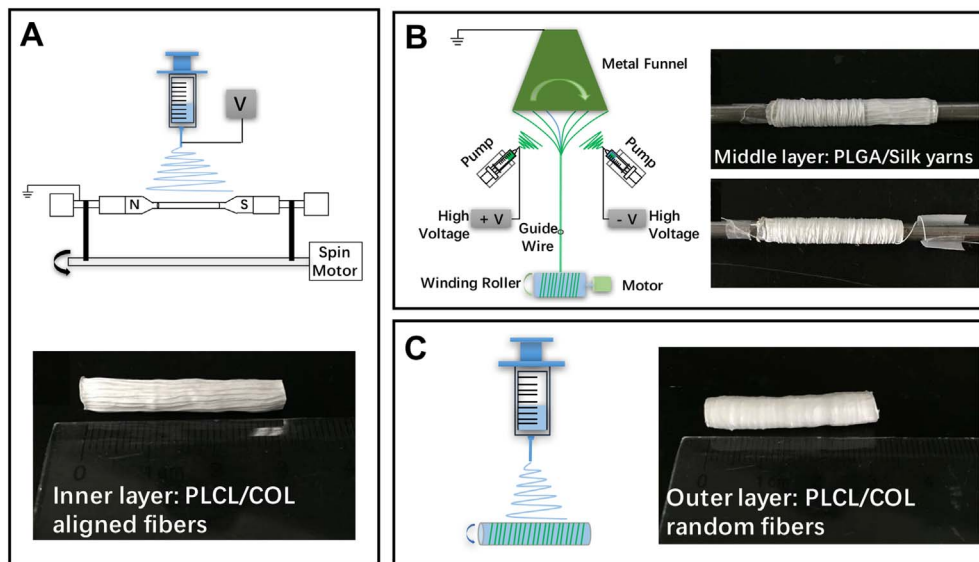 A
V
N
S
Spin
Motor
Inner layer: PLCL/COL
aligned fibers
B
Metal Funnel
Pump
Pump
High
Voltage
+ V
- V
High
Voltage
Guide
Wire
Winding Roller
Motor
Middle layer: PLGA/Silk yarns
C
Outer layer: PLCL/COL
random fibers